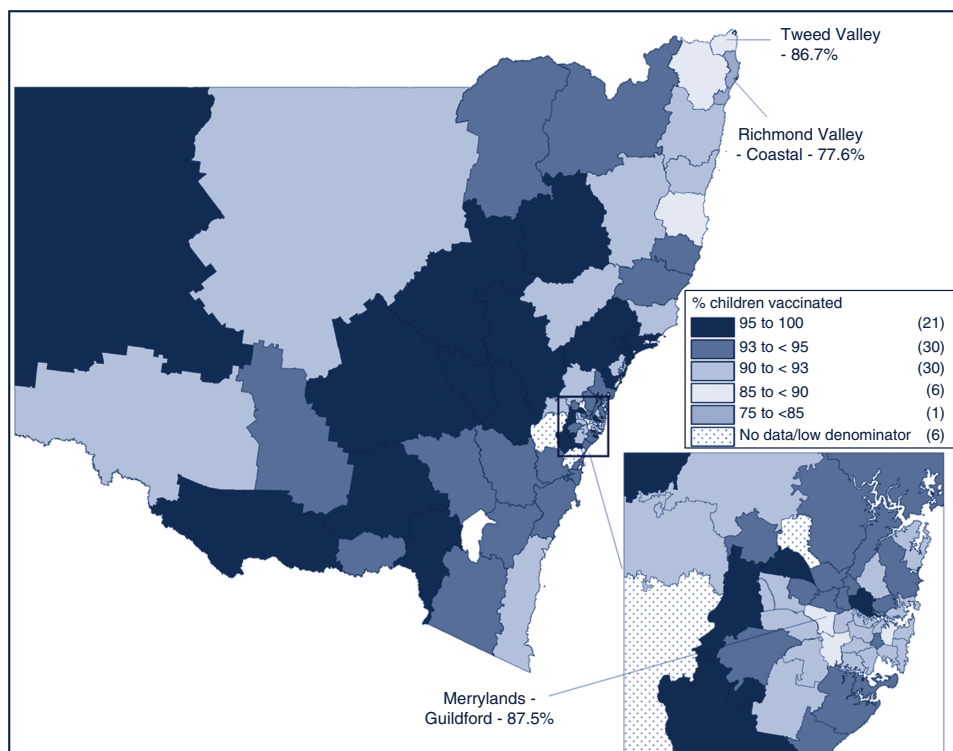 Tweed Valley
- 86.7%
Richmond Valley
- Coastal - 77.6%
% children vaccinated
95 to 100 (21)
93 to < 95 (30)
90 to < 93 (30)
85 to < 90 (6)
75 to <85 (1)
No data/low denominator (6)
Merrylands -
Guildford - 87.5%